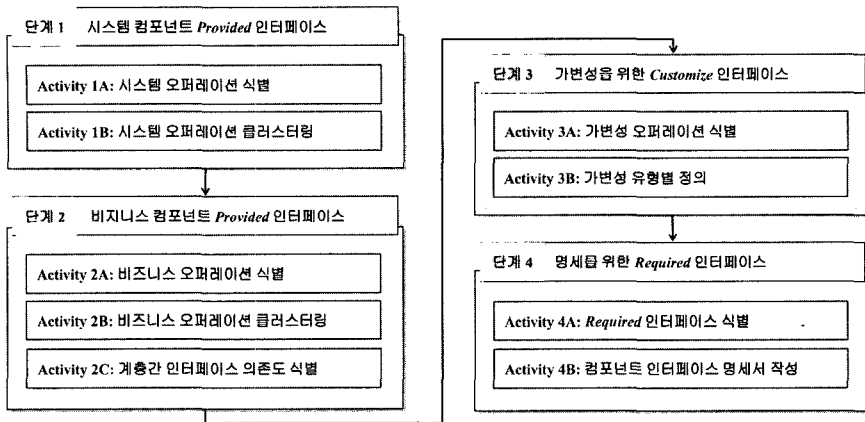 단계 1 시스템 컴포넌트 Provided 인터페이스
Activity 1A: 시스템 오퍼레이션 식별
Activity 1B: 시스템 오퍼레이션 클러스터링
단계 2 비지니스 컴포넌트 Provided 인터페이스
Activity 2A: 비즈니스 오퍼레이션 식별
Activity 2B: 비즈니스 오퍼레이션 클러스터링
Activity 2C: 계층간 인터페이스 의존도 식별
단계 3 가변성을 위한 Customize 인터페이스
Activity 3A: 가변성 오퍼레이션 식별
Activity 3B: 가변성 유형별 정의
단계 4 명세를 위한 Required 인터페이스
Activity 4A: Required 인터페이스 식별
Activity 4B: 컴포넌트 인터페이스 명세서 작성